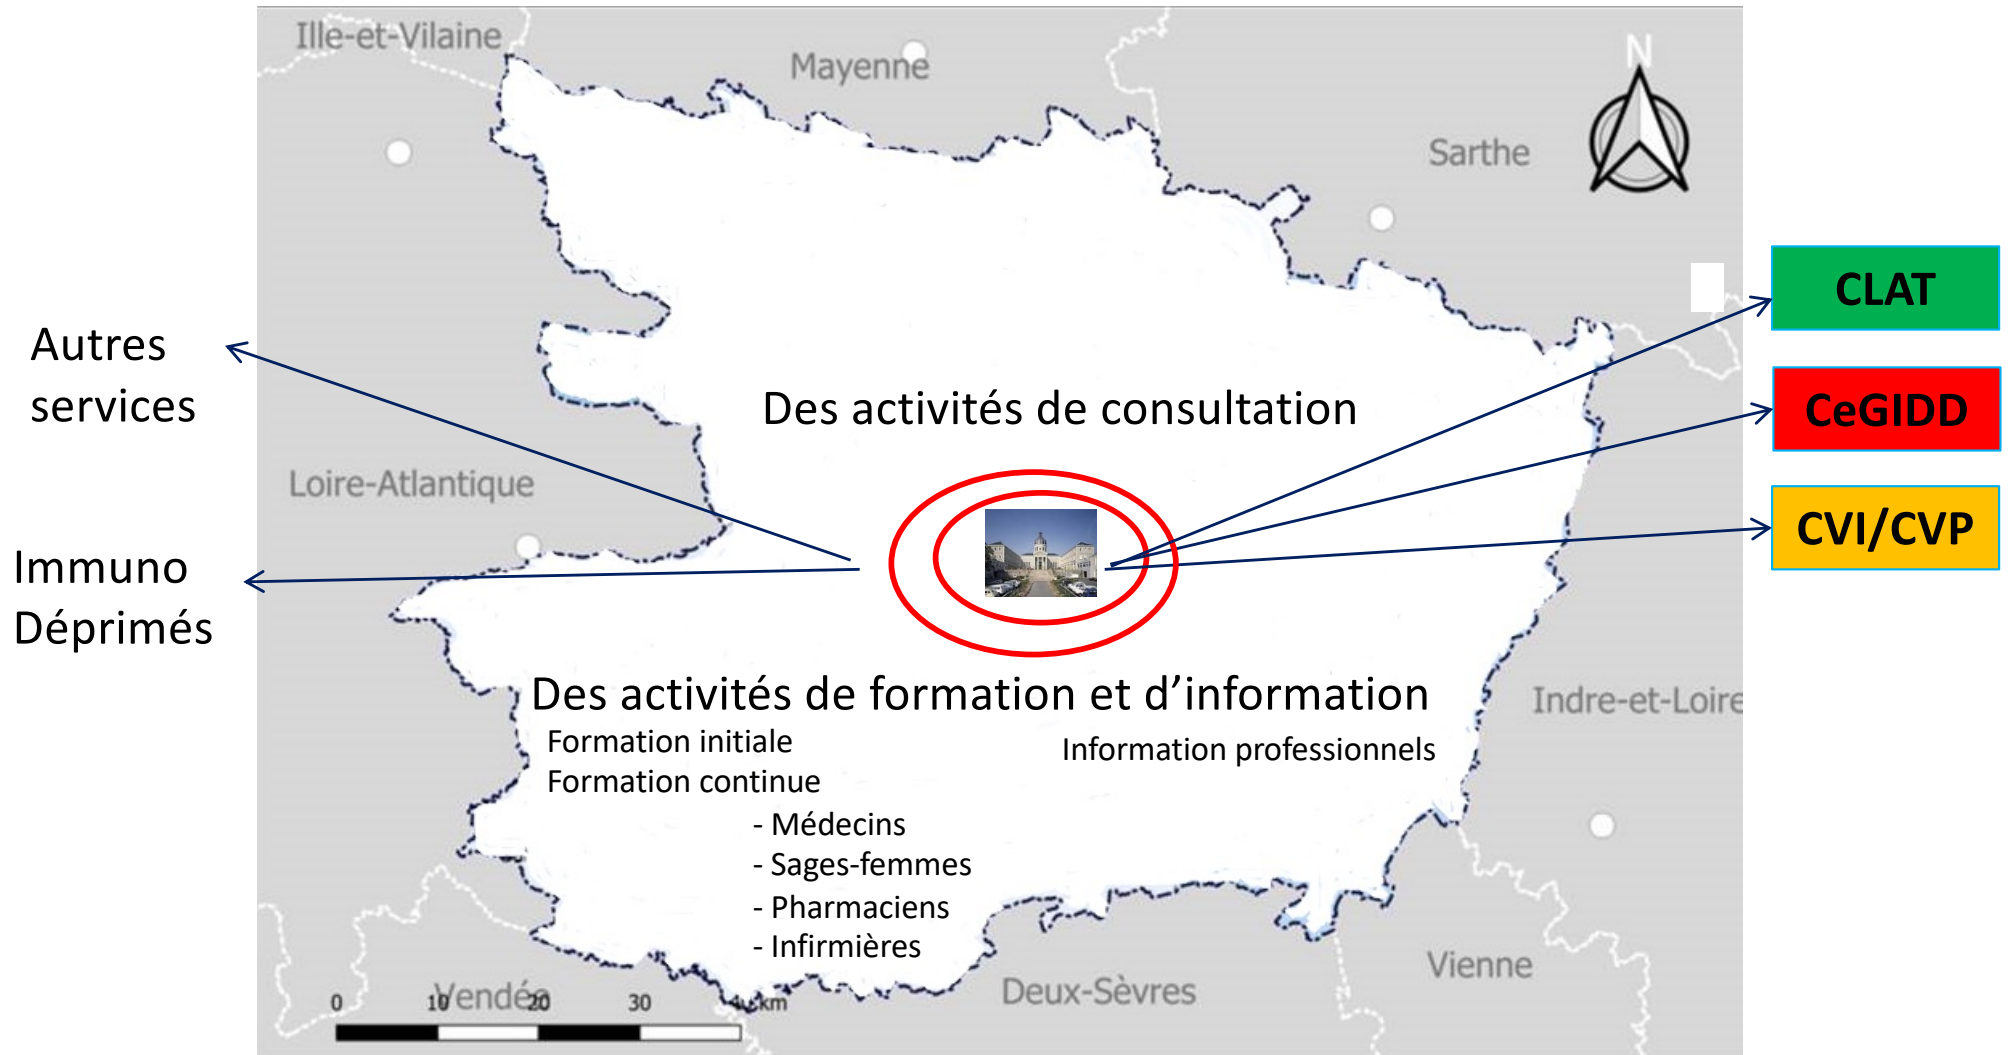 Ille-et-Vilaine
Mayenne
N
Sarthe
CLAT
Autres
services
CeGIDD
Des activités de consultation
Loire-Atlantique
CVI/CVP
Immuno
Déprimés
Des activités de formation et d’information
Indre-et-Loire
Formation initiale
Information professionnels
Formation continue
- Médecins
- Sages-femmes
- Pharmaciens
- Infirmières
Vienne
Deux-Sèvres
Vendée
0 10 20 30 km